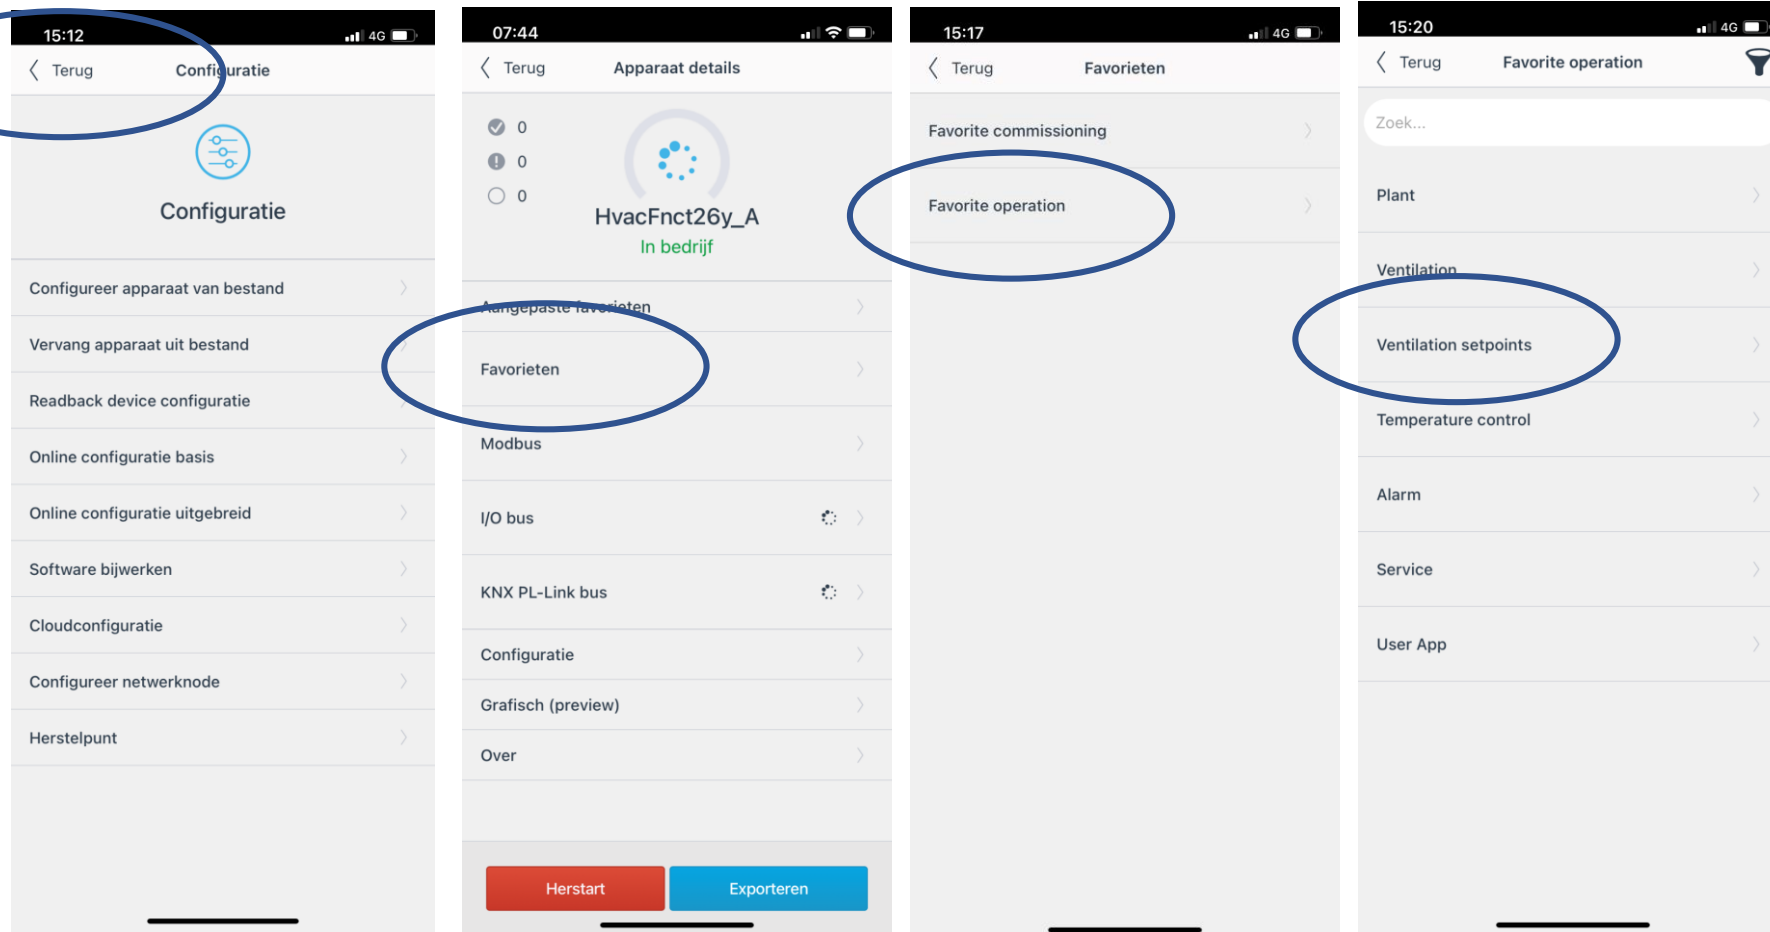 15:12
4G
Terug
Configuratie
Configuratie
Configureer apparaat van bestand
Vervang apparaat uit bestand
Readback device configuratie
Online configuratie basis
Online configuratie uitgebreid
Software bijwerken
Cloudconfiguratie
Configureer netwerknode
Herstelpunt
07:44
Terug
Apparaat details
0
0
0
HvacFnct26y_A
In bedrijf
Aangepaste favorieten
Favorieten
Modbus
I/O bus
KNX PL-Link bus
Configuratie
Grafisch (preview)
Over
Herstart
Exporteren
15:17
4G
Terug
Favorieten
Favorite commissioning
Favorite operation
15:20
4G
Terug
Favorite operation
Zoek...
Plant
Ventilation
Ventilation setpoints
Temperature control
Alarm
Service
User App